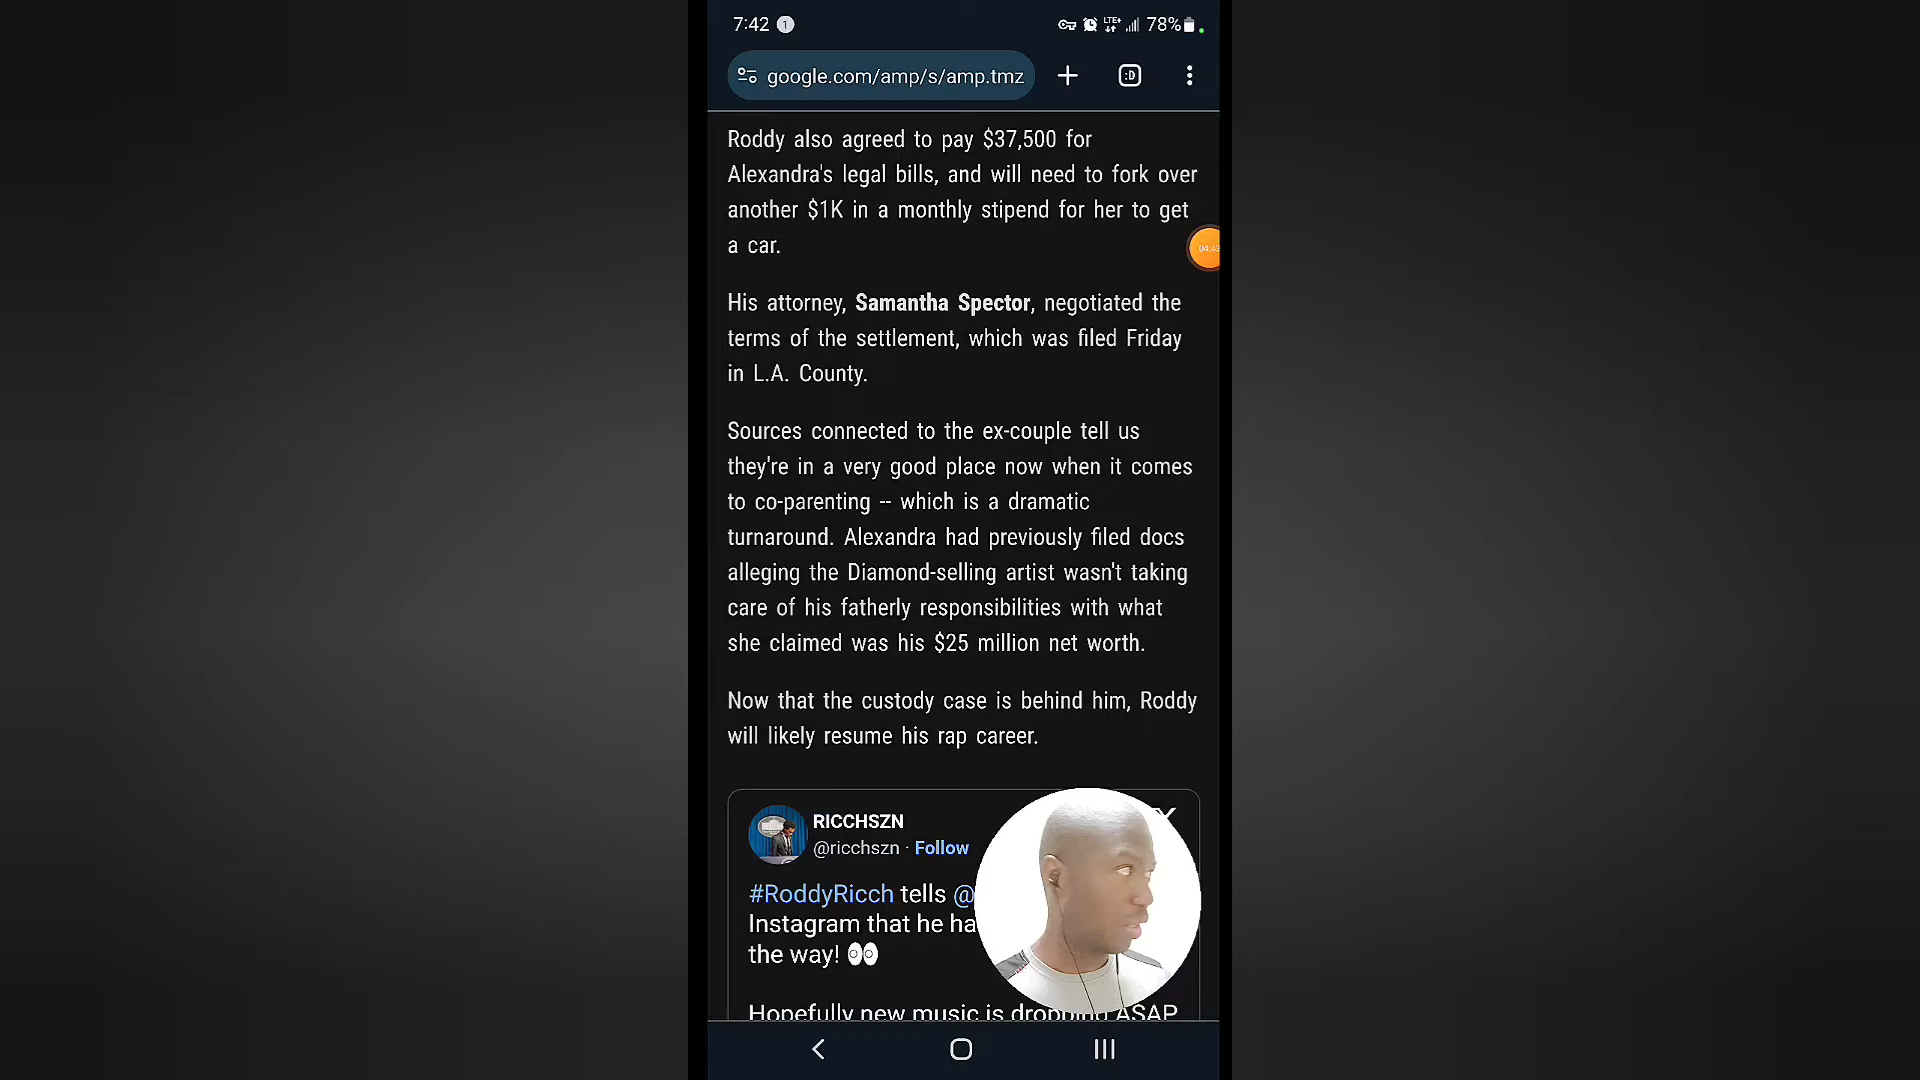 7:42 1 LTE+ 78%
google.com/amp/s/amp.tmz :D
Roddy also agreed to pay $37,500 for
Alexandra's legal bills, and will need to fork over
another $1K in a monthly stipend for her to get
a car.
04:43
His attorney, Samantha Spector, negotiated the
terms of the settlement, which was filed Friday
in L.A. County.
Sources connected to the ex-couple tell us
they're in a very good place now when it comes
to co-parenting -- which is a dramatic
turnaround. Alexandra had previously filed docs
alleging the Diamond-selling artist wasn't taking
care of his fatherly responsibilities with what
she claimed was his $25 million net worth.
Now that the custody case is behind him, Roddy
will likely resume his rap career.
RICCHSZN
@ricchszn · Follow
#RoddyRicch tells @
Instagram that he ha
the way! 👀
Hopefully new music is dropping ASAP